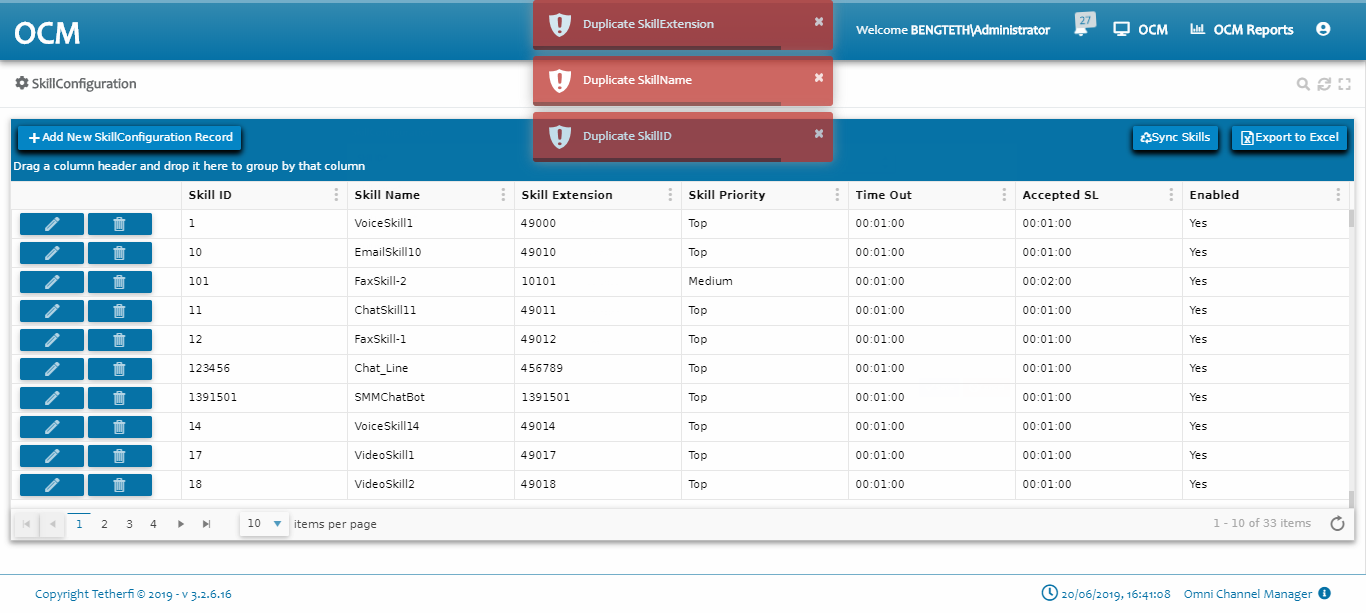 OCM
Duplicate SkillExtension
Welcome BENGTETH\Administrator
27
OCM
OCM Reports
SkillConfiguration
Duplicate SkillName
Add New SkillConfiguration Record
Duplicate SkillID
Sync Skills
Export to Excel
Drag a column header and drop it here to group by that column
Skill ID Skill Name Skill Extension Skill Priority Time Out Accepted SL Enabled
1 VoiceSkill1 49000 Top 00:01:00 00:01:00 Yes
10 EmailSkill10 49010 Top 00:01:00 00:01:00 Yes
101 FaxSkill-2 10101 Medium 00:01:00 00:02:00 Yes
11 ChatSkill11 49011 Top 00:01:00 00:01:00 Yes
12 FaxSkill-1 49012 Top 00:01:00 00:01:00 Yes
123456 Chat_Line 456789 Top 00:01:00 00:01:00 Yes
1391501 SMMChatBot 1391501 Top 00:01:00 00:01:00 Yes
14 VoiceSkill14 49014 Top 00:01:00 00:01:00 Yes
17 VideoSkill1 49017 Top 00:01:00 00:01:00 Yes
18 VideoSkill2 49018 Top 00:01:00 00:01:00 Yes
1 2 3 4 10 items per page 1 - 10 of 33 items
Copyright Tetherfi © 2019 - v 3.2.6.16 20/06/2019, 16:41:08 Omni Channel Manager